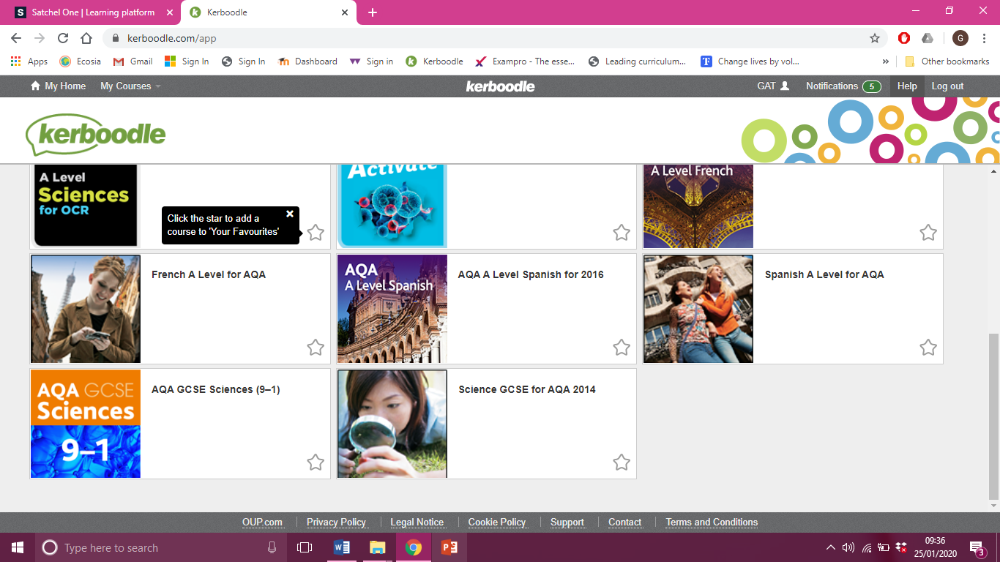 Satchel One | Learning platform
Kerboodle
kerboodle.com/app
G
Apps
Ecosia
Gmail
Sign In
Sign In
Dashboard
Sign in
Kerboodle
Exampro - The esse...
Leading curriculum...
Change lives by vol...
»
Other bookmarks
My Home
My Courses
kerboodle
GAT
Notifications 5
Help
Log out
kerboodle
A Level
Sciences
for OCR
Click the star to add a
course to 'Your Favourites'
Activate
A Level French
French A Level for AQA
AQA
A Level Spanish
AQA A Level Spanish for 2016
Spanish A Level for AQA
AQA GCSE
Sciences
9–1
AQA GCSE Sciences (9–1)
Science GCSE for AQA 2014
OUP.com
Privacy Policy
Legal Notice
Cookie Policy
Support
Contact
Terms and Conditions
Type here to search
09:36
25/01/2020
3